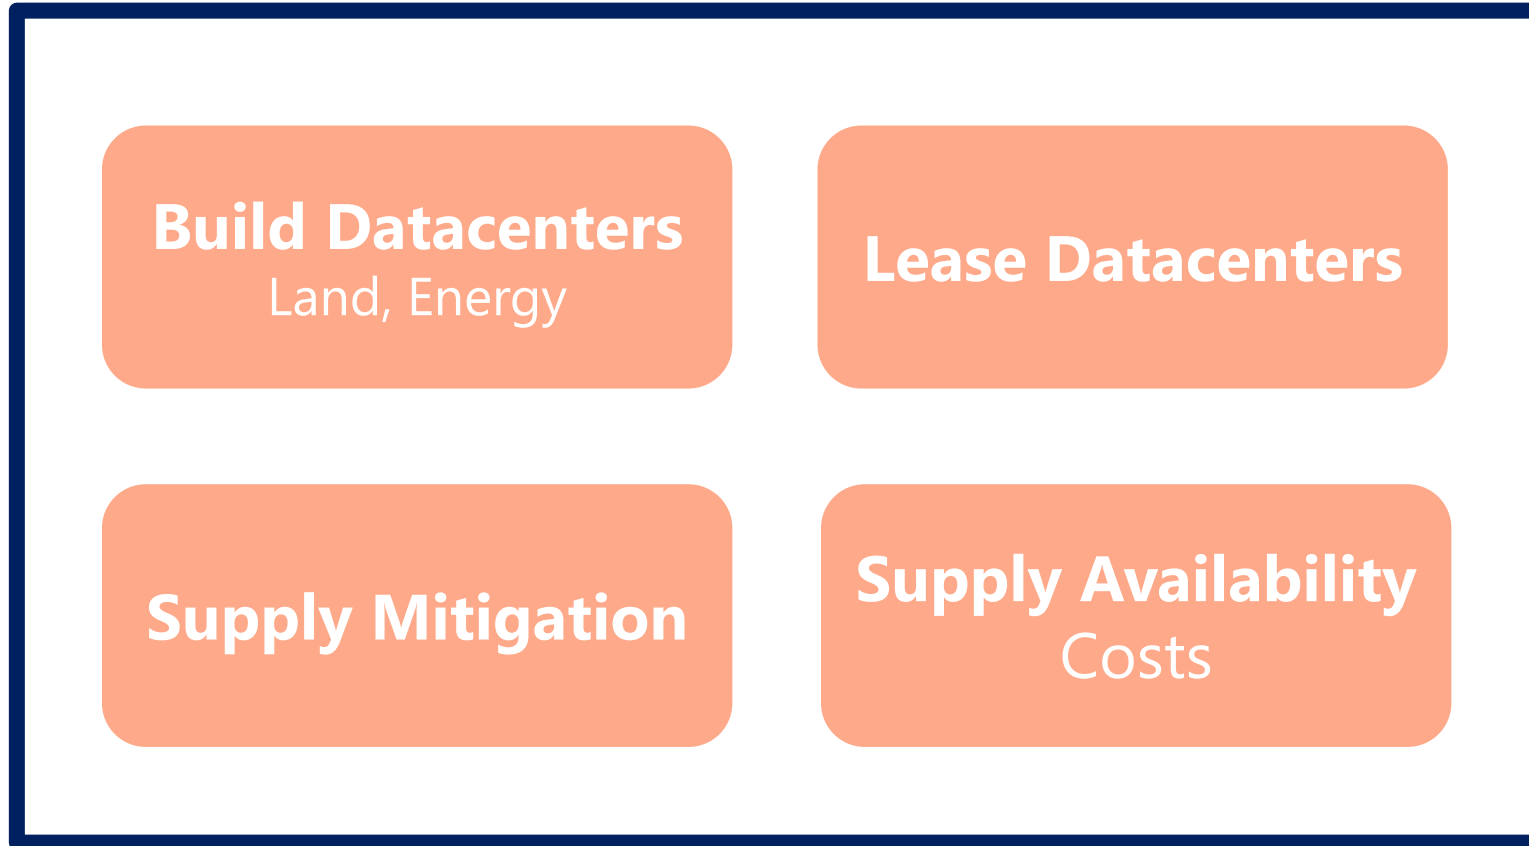 Build Datacenters
Land, Energy
Lease Datacenters
Supply Mitigation
Supply Availability
Costs